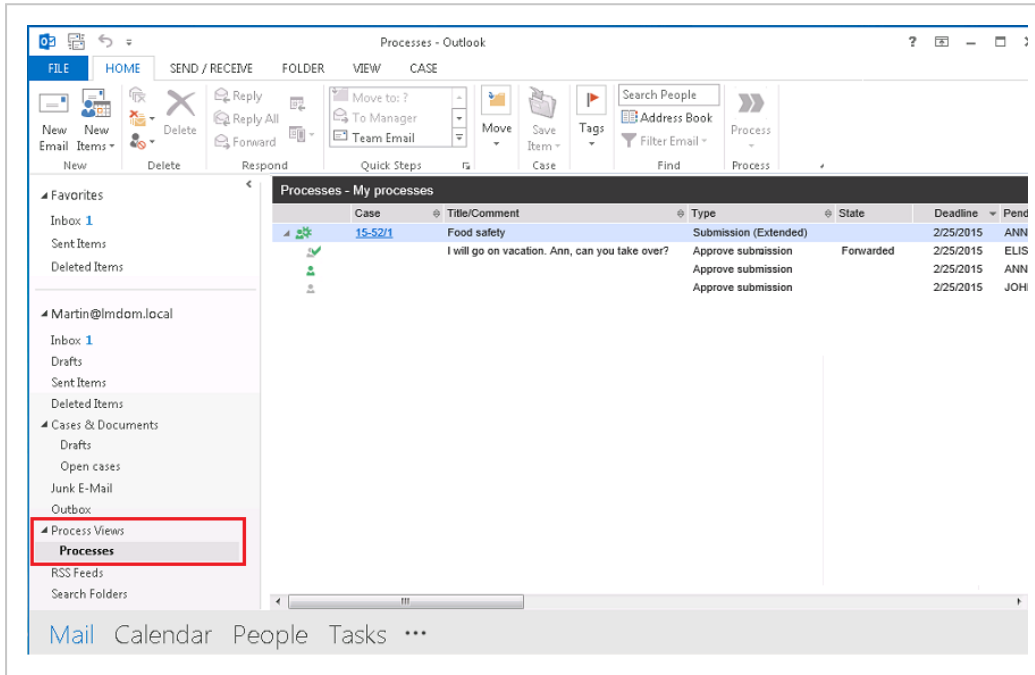 Processes - Outlook
?
FILE HOME SEND / RECEIVE FOLDER VIEW CASE
New Email
New Items
Delete
Reply
Reply All
Forward
Move to: ?
To Manager
Team Email
Move
Save Item
Tags
Search People
Address Book
Filter Email
Process
New Delete Respond Quick Steps Case Find Process
Favorites
Inbox 1
Sent Items
Deleted Items
Martin@lmdom.local
Inbox 1
Drafts
Sent Items
Deleted Items
Cases & Documents
Drafts
Open cases
Junk E-Mail
Outbox
Process Views
Processes
RSS Feeds
Search Folders
Processes - My processes
Case Title/Comment Type State Deadline Pend
15-52/1 Food safety Submission (Extended) 2/25/2015 ANN
I will go on vacation. Ann, can you take over? Approve submission Forwarded 2/25/2015 ELIS
Approve submission 2/25/2015 ANN
Approve submission 2/25/2015 JOH
Mail Calendar People Tasks •••